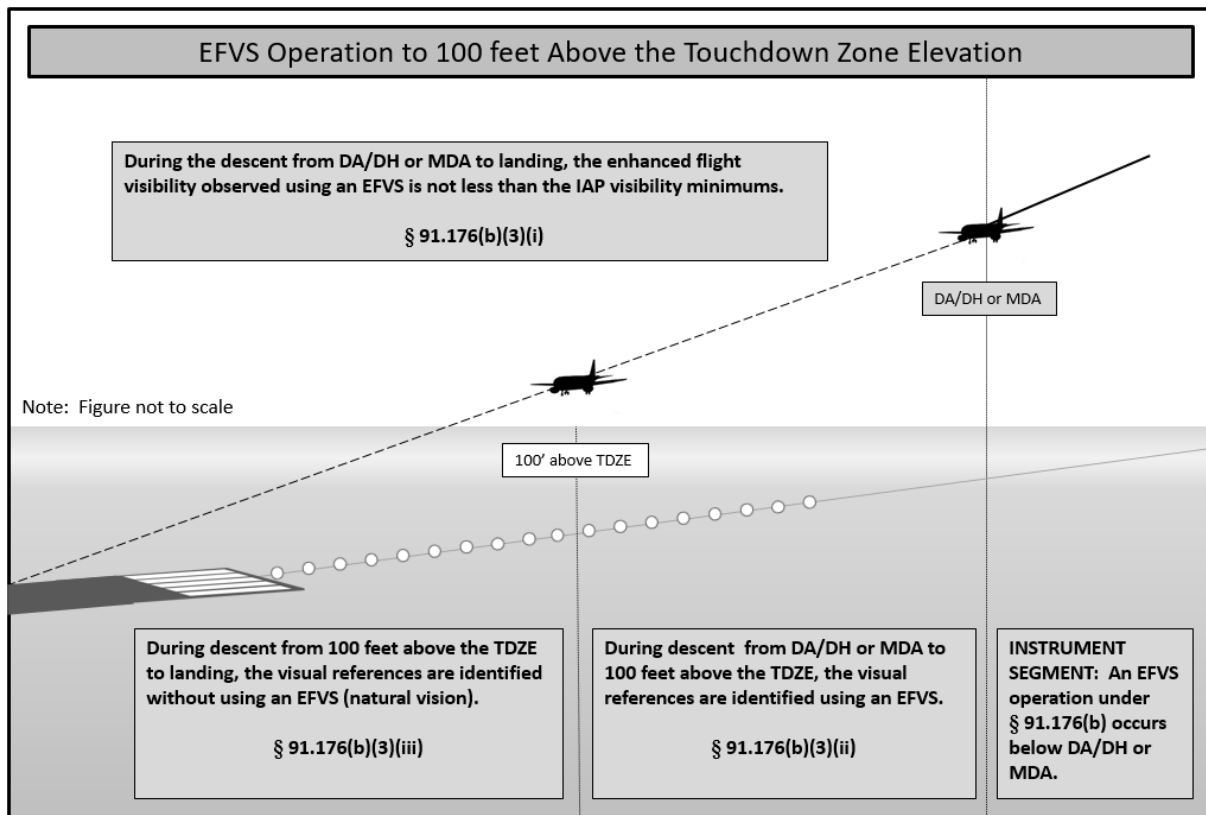 EFVS Operation to 100 feet Above the Touchdown Zone Elevation
During the descent from DA/DH or MDA to landing, the enhanced flight
visibility observed using an EFVS is not less than the IAP visibility minimums.
§ 91.176(b)(3)(i)
DA/DH or MDA
Note:  Figure not to scale
100’ above TDZE
During descent from 100 feet above the TDZE
to landing, the visual references are identified
without using an EFVS (natural vision).
§ 91.176(b)(3)(iii)
During descent  from DA/DH or MDA to
100 feet above the TDZE, the visual
references are identified using an EFVS.
§ 91.176(b)(3)(ii)
INSTRUMENT
SEGMENT:  An EFVS
operation under
§ 91.176(b) occurs
below DA/DH or
MDA.